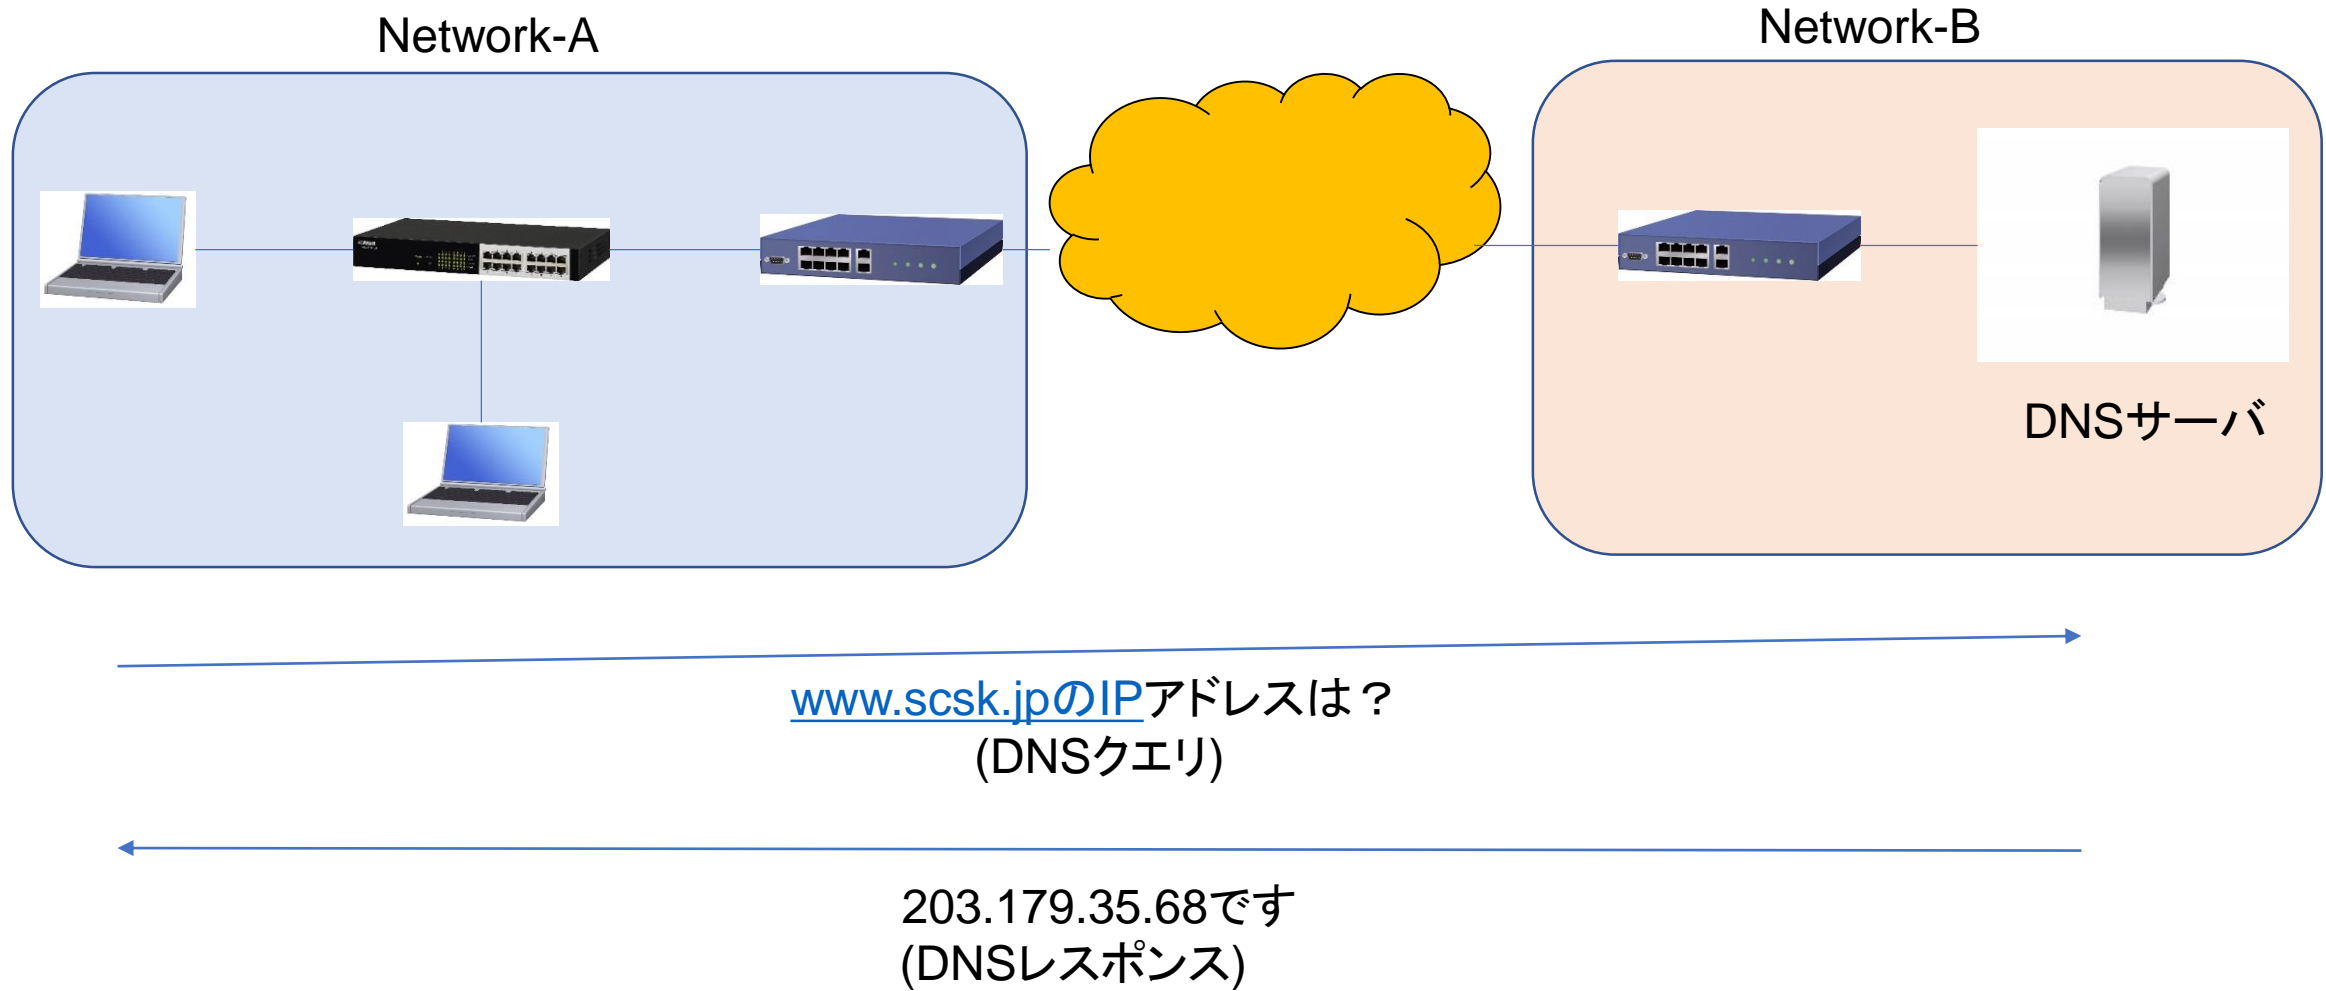 Network-A
Network-B
DNSサーバ
www.scsk.jpのIPアドレスは？
(DNSクエリ)
203.179.35.68です
(DNSレスポンス)